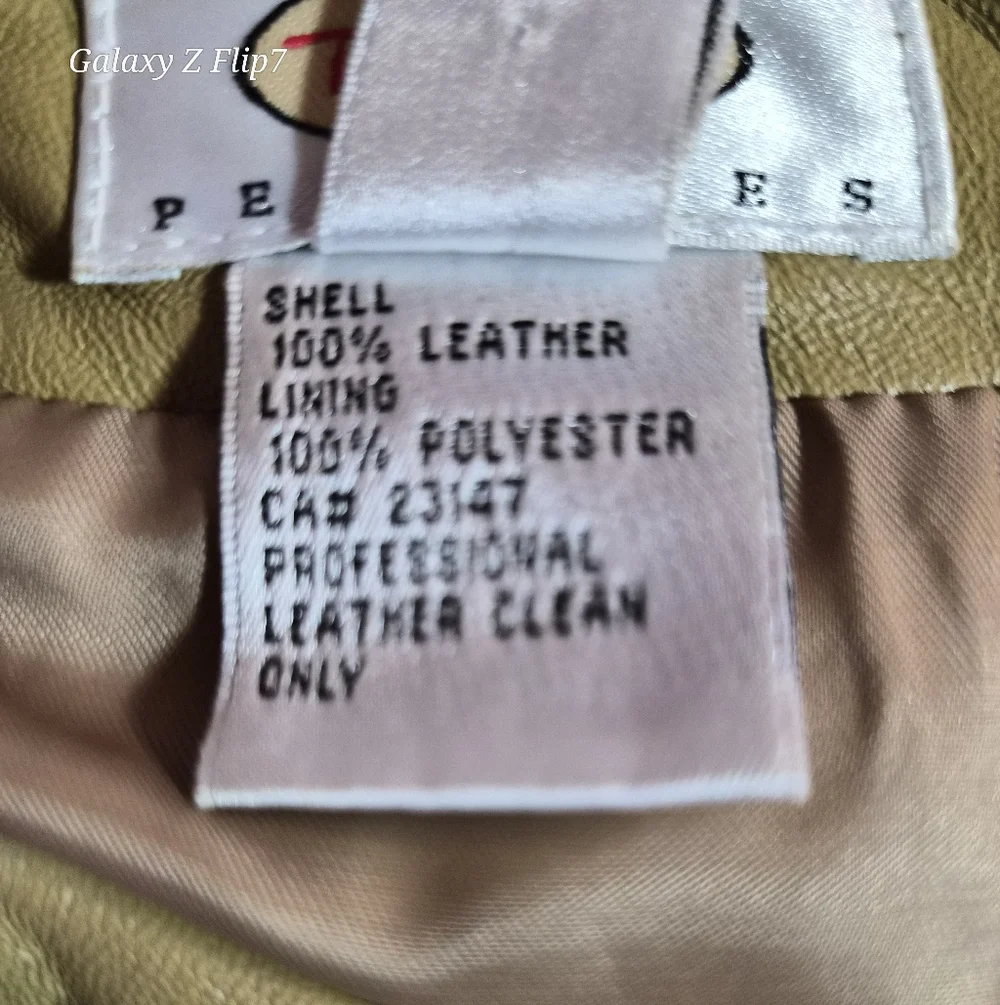 Galaxy Z Flip7
P E E S
SHELL
100% LEATHER
LINING
100% POLYESTER
CA# 23147
PROFESSIONAL
LEATHER CLEAN
ONLY